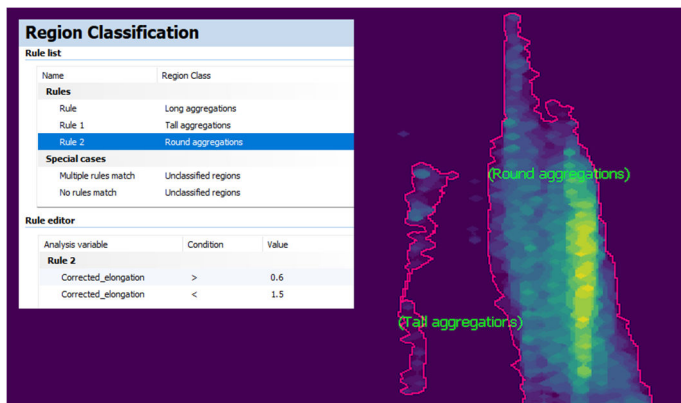 Region Classification
Rule list
Name Region Class
Rules
Rule Long aggregations
Rule 1 Tall aggregations
Rule 2 Round aggregations
Special cases
Multiple rules match Unclassified regions
No rules match Unclassified regions
Rule editor
Analysis variable Condition Value
Rule 2
Corrected_elongation > 0.6
Corrected_elongation < 1.5
(Round aggregations)
(Tall aggregations)